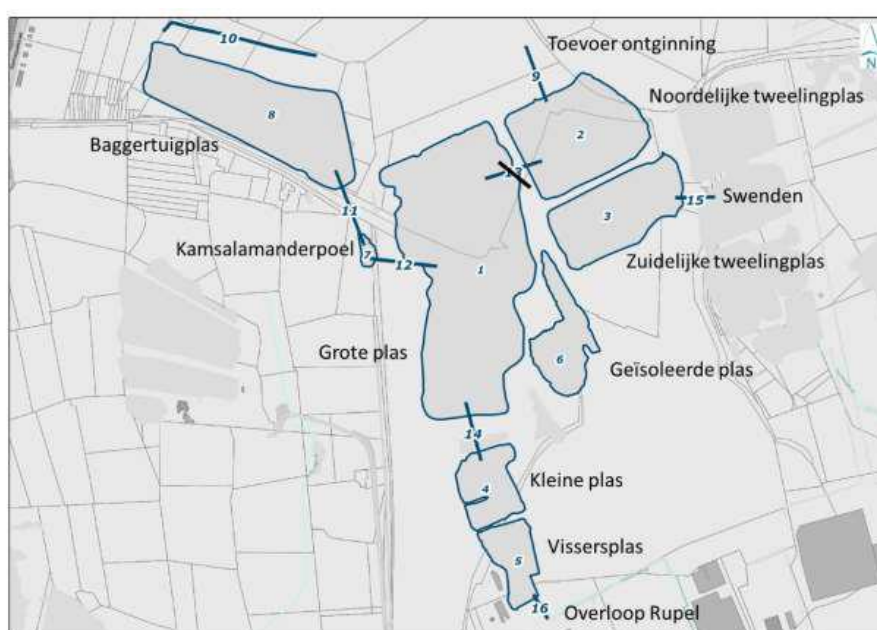 10
Toevoer ontginning
N
9
Noordelijke tweelingplas
8
2
Baggertuigplas
13
11
3
15
Swenden
Kamsalamanderpoel
7
12
1
Zuidelijke tweelingplas
Grote plas
6
Geïsoleerde plas
14
4
Kleine plas
5
Vissersplas
16
Overloop Rupel